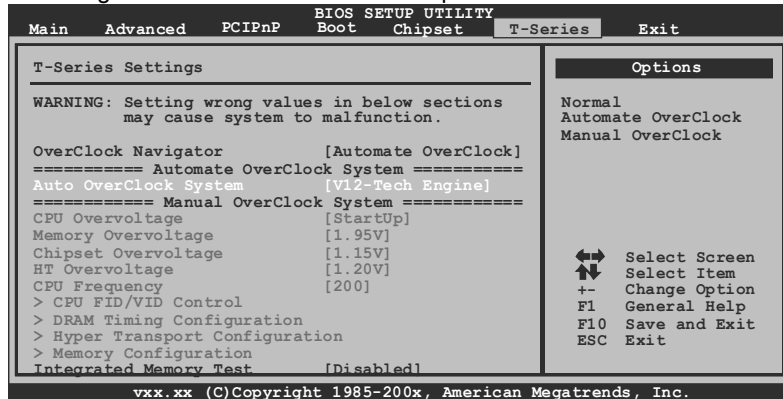 BIOS SETUP UTILITY
Main Advanced PCIPnP Boot Chipset T-Series Exit
T-Series Settings
WARNING: Setting wrong values in below sections
may cause system to malfunction.
OverClock Navigator [Automate OverClock]
=========== Automate OverClock System ===========
Auto OverClock System [V12-Tech Engine]
============ Manual OverClock System ============
CPU Overvoltage [StartUp]
Memory Overvoltage [1.95V]
Chipset Overvoltage [1.15V]
HT Overvoltage [1.20V]
CPU Frequency [200]
> CPU FID/VID Control
> DRAM Timing Configuration
> Hyper Transport Configuration
> Memory Configuration
Integrated Memory Test [Disabled]
Options
Normal
Automate OverClock
Manual OverClock
Select Screen
Select Item
+- Change Option
F1 General Help
F10 Save and Exit
ESC Exit
vxx.xx (C)Copyright 1985-200x, American Megatrends, Inc.